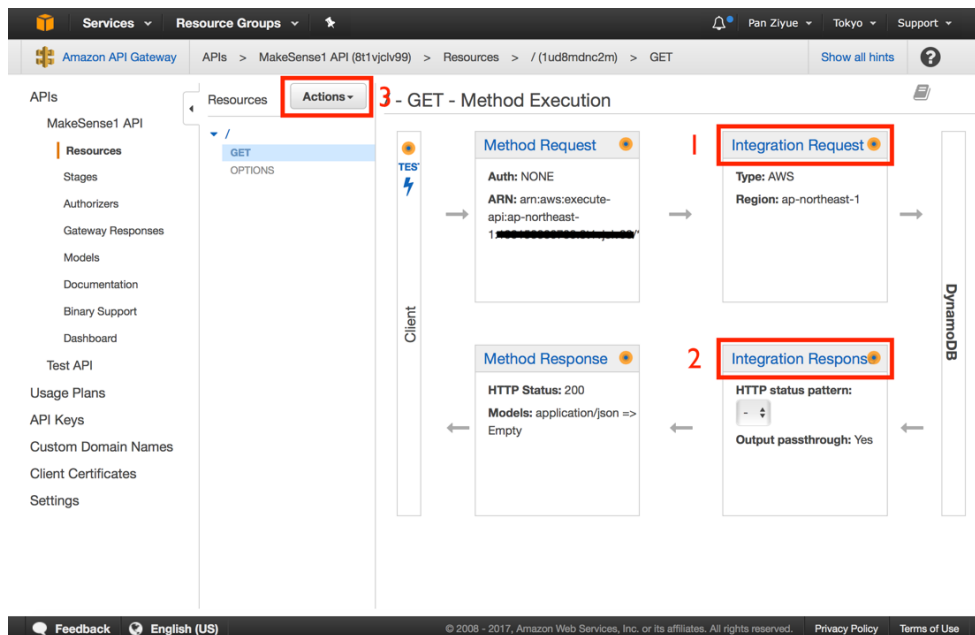 Services Resource Groups Pan Ziyue Tokyo Support
Amazon API Gateway APIs > MakeSense1 API (8t1vjclv99) > Resources > / (1ud8mdnc2m) > GET Show all hints ?
APIs
MakeSense1 API
Resources
Stages
Authorizers
Gateway Responses
Models
Documentation
Binary Support
Dashboard
Test API
Usage Plans
API Keys
Custom Domain Names
Client Certificates
Settings
Resources Actions 3
/
GET
OPTIONS
- GET - Method Execution
TES
Client
Method Request
Auth: NONE
ARN: arn:aws:execute-
api:ap-northeast-
1:
1 Integration Request
Type: AWS
Region: ap-northeast-1
DynamoDB
Method Response
HTTP Status: 200
Models: application/json =>
Empty
2 Integration Respons
HTTP status pattern:
-
Output passthrough: Yes
Feedback English (US) © 2008 - 2017, Amazon Web Services, Inc. or its affiliates. All rights reserved. Privacy Policy Terms of Use